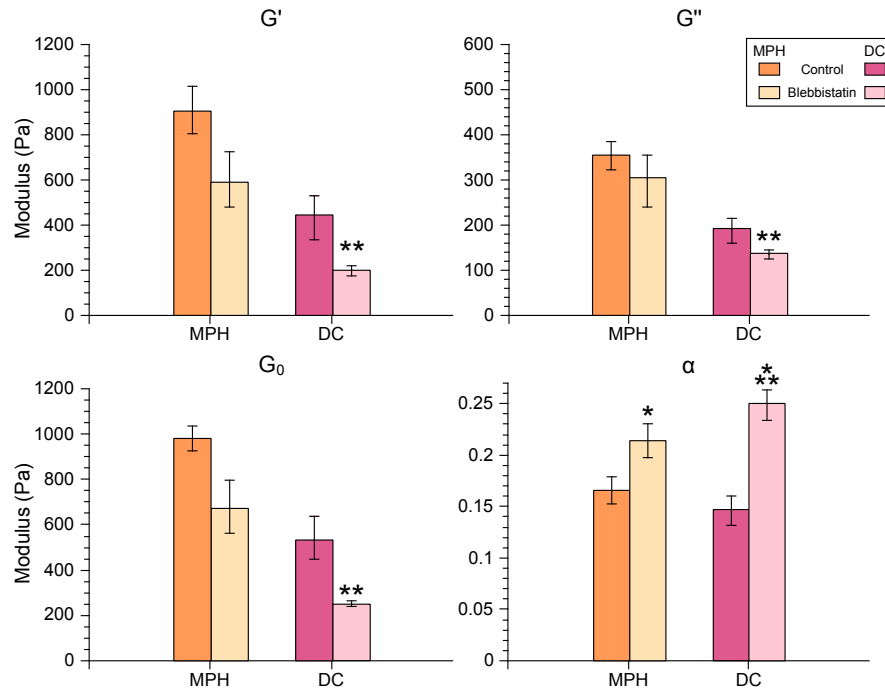 G'
1200
1000
800
600
400
200
0
Modulus (Pa)
**
MPH DC
G''
600
500
400
300
200
100
0
**
MPH DC
MPH DC
Control
Blebbistatin
G₀
1200
1000
800
600
400
200
0
Modulus (Pa)
**
MPH DC
α
0.25
0.2
0.15
0.1
0.05
0
*
*
**
MPH DC